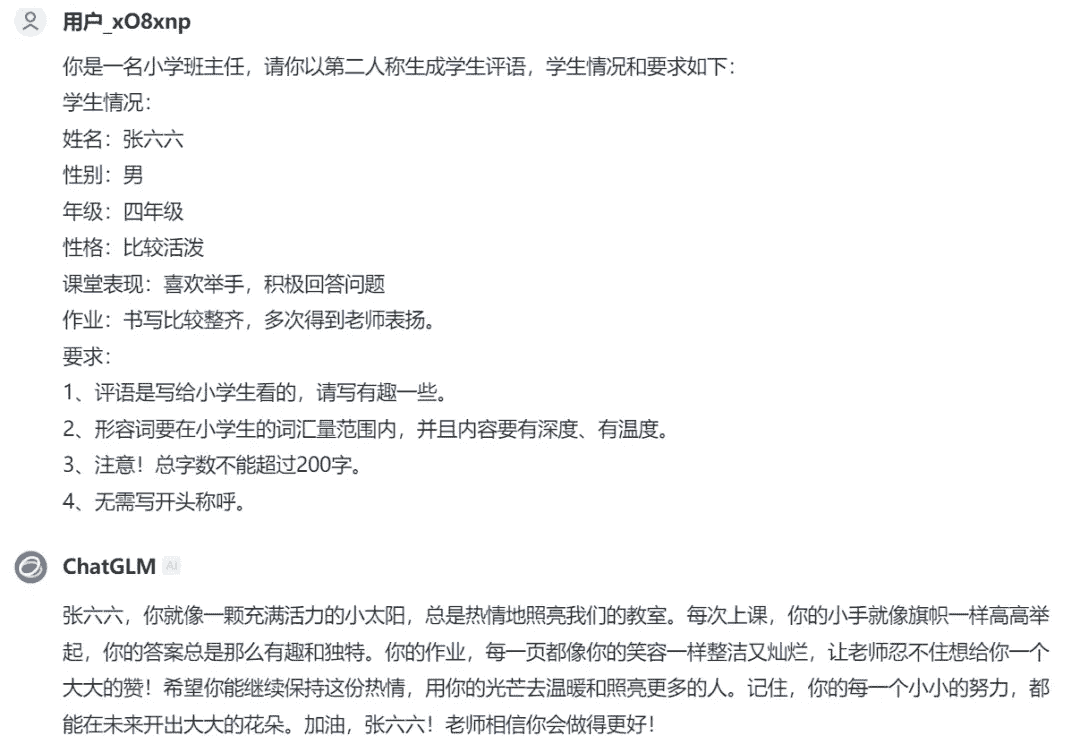 用户_xO8xnp
你是一名小学班主任，请你以第二人称生成学生评语，学生情况和要求如下：
学生情况：
姓名：张六六
性别：男
年级：四年级
性格：比较活泼
课堂表现：喜欢举手，积极回答问题
作业：书写比较整齐，多次得到老师表扬。
要求：
1、评语是写给小学生看的，请写有趣一些。
2、形容词要在小学生的词汇量范围内，并且内容要有深度、有温度。
3、注意！总字数不能超过200字。
4、无需写开头称呼。
ChatGLM AI
张六六，你就像一颗充满活力的小太阳，总是热情地照亮我们的教室。每次上课，你的小手就像旗帜一样高高举
起，你的答案总是那么有趣和独特。你的作业，每一页都像你的笑容一样整洁又灿烂，让老师忍不住想给你一个
大大的赞！希望你能继续保持这份热情，用你的光芒去温暖和照亮更多的人。记住，你的每一个小小的努力，都
能在未来开出大大的花朵。加油，张六六！老师相信你会做得更好！